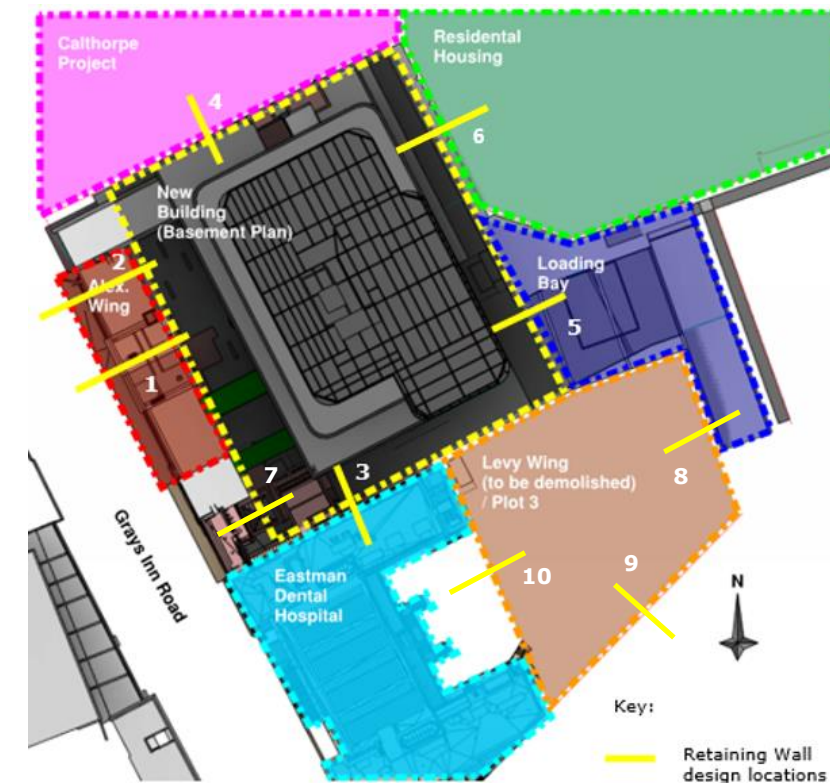 Calthorpe
Project
Residental
Housing
4
6
New
Building
(Basement Plan)
2
Alex.
Wing
Loading
Bay
5
1
7
3
Levy Wing
(to be demolished)
/ Plot 3
8
Grays Inn Road
Eastman
Dental
Hospital
10
9
N
Key:
Retaining Wall
design locations